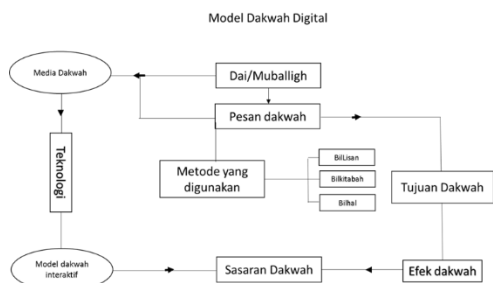 Model Dakwah Digital
Media Dakwah
Dai/Muballigh
Pesan dakwah
Teknologi
Metode yang
digunakan
BilLisan
Bilkitabah
Bilhal
Tujuan Dakwah
Model dakwah
interaktif
Sasaran Dakwah
Efek dakwah